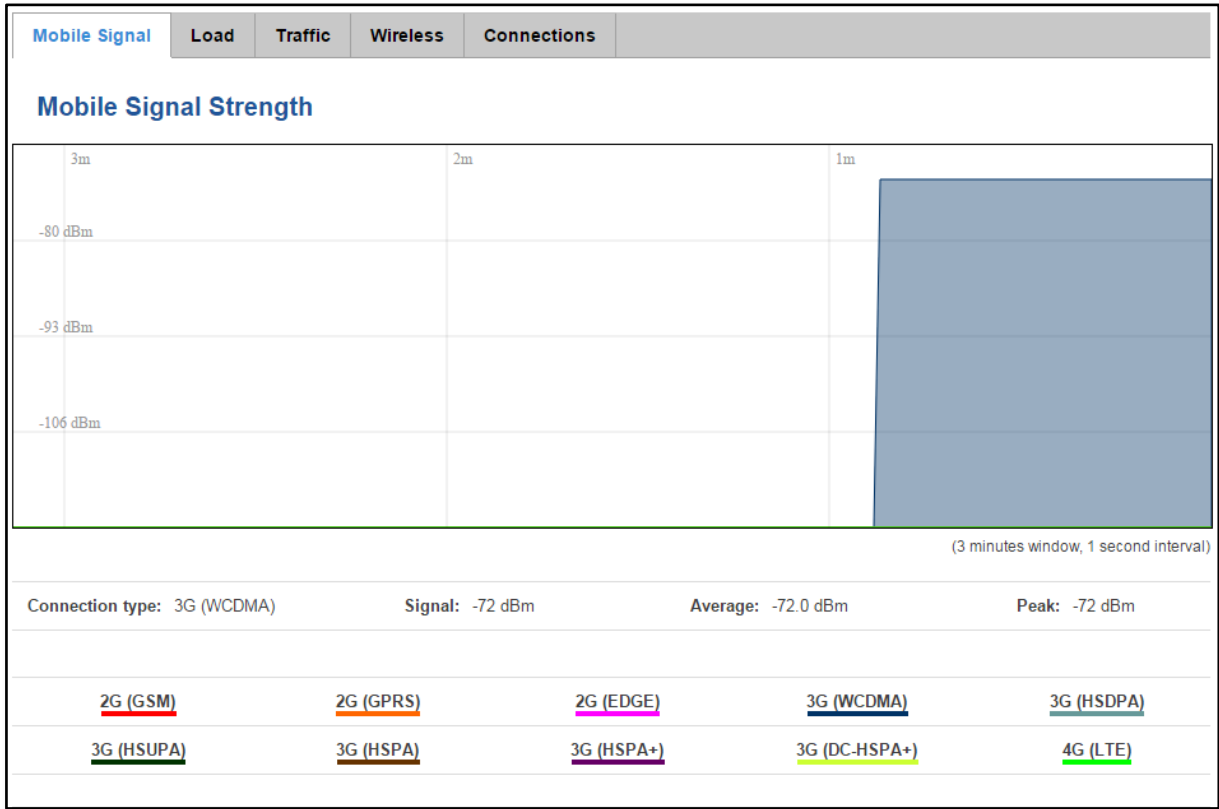 Mobile Signal Load Traffic Wireless Connections
Mobile Signal Strength
3m 2m 1m
-80 dBm
-93 dBm
-106 dBm
(3 minutes window, 1 second interval)
Connection type: 3G (WCDMA) Signal: -72 dBm Average: -72.0 dBm Peak: -72 dBm
2G (GSM) 2G (GPRS) 2G (EDGE) 3G (WCDMA) 3G (HSDPA)
3G (HSUPA) 3G (HSPA) 3G (HSPA+) 3G (DC-HSPA+) 4G (LTE)